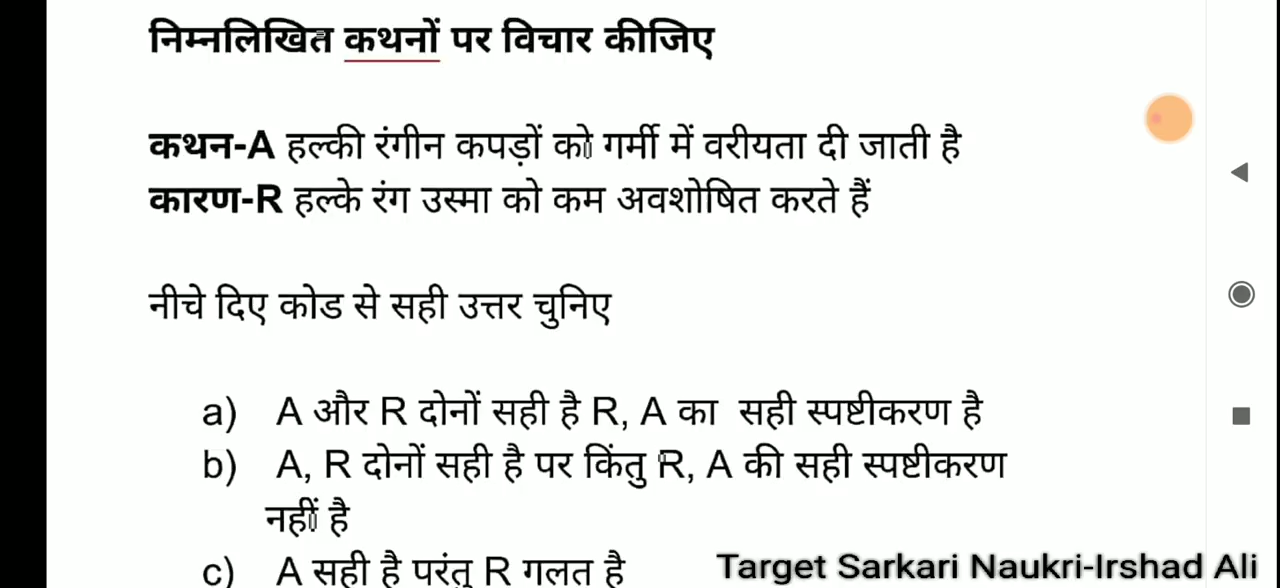 निम्नलिखित कथनों पर विचार कीजिए
कथन-A हल्की रंगीन कपड़ों को गर्मी में वरीयता दी जाती है
कारण-R हल्के रंग उस्मा को कम अवशोषित करते हैं
नीचे दिए कोड से सही उत्तर चुनिए
a) A और R दोनों सही है R, A का सही स्पष्टीकरण है
b) A, R दोनों सही है पर किंतु R, A की सही स्पष्टीकरण
नहीं है
c) A सही है परंतु R गलत है
Target Sarkari Naukri-Irshad Ali